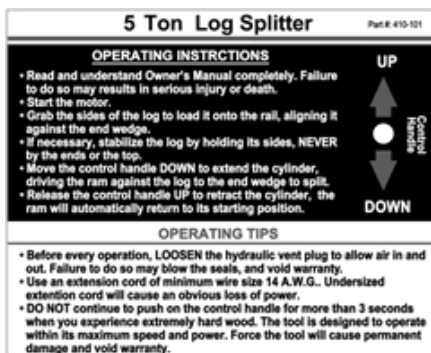 5 Ton Log Splitter
Part #: 410-101
OPERATING INSTRCTIONS
• Read and understand Owner's Manual completely. Failure
to do so may results in serious injury or death.
• Start the motor.
• Grab the sides of the log to load it onto the rail, aligning it
against the end wedge.
• If necessary, stabilize the log by holding its sides, NEVER
by the ends or the top.
• Move the control handle DOWN to extend the cylinder,
driving the ram against the log to the end wedge to split.
• Release the control handle UP to retract the cylinder, the
ram will automatically return to its starting position.
UP
Control
Handle
DOWN
OPERATING TIPS
• Before every operation, LOOSEN the hydraulic vent plug to allow air in and
out. Failure to do so may blow the seals, and void warranty.
• Use an extension cord of minimum wire size 14 A.W.G.. Undersized
extention cord will cause an obvious loss of power.
• DO NOT continue to push on the control handle for more than 3 seconds
when you experience extremely hard wood. The tool is designed to operate
within its maximum speed and power. Force the tool will cause permanent
damage and void warranty.